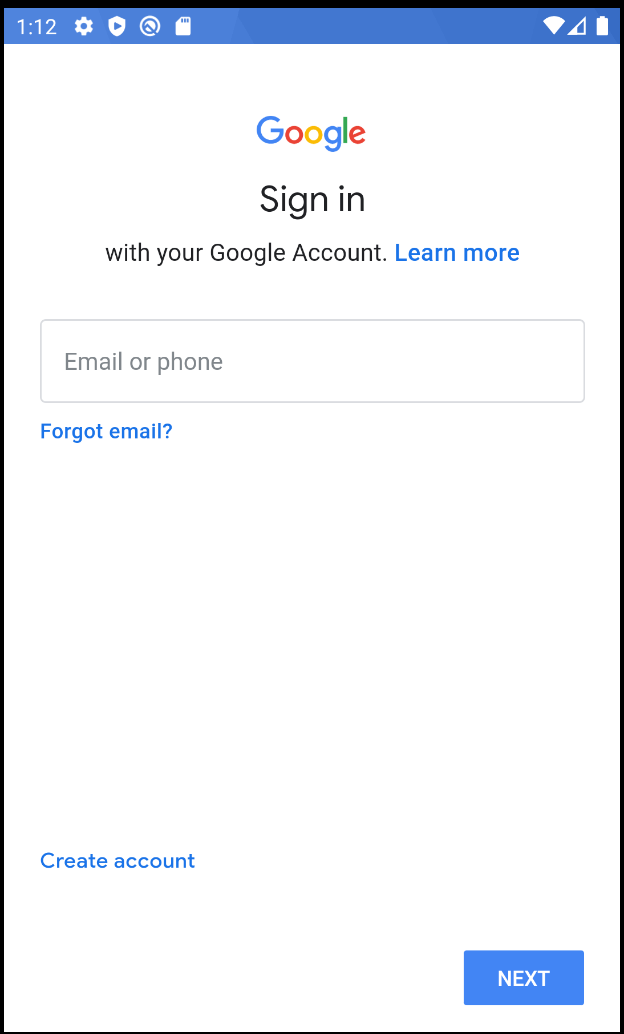 1:12
Google
Sign in
with your Google Account. Learn more
Email or phone
Forgot email?
Create account
NEXT